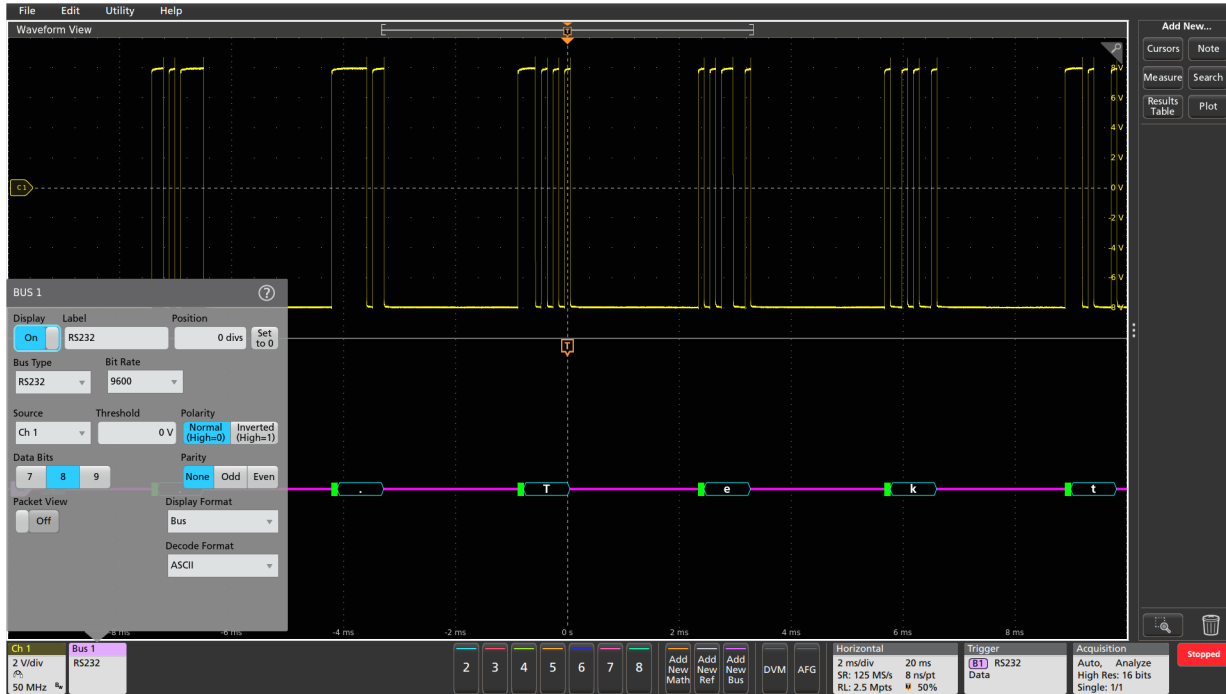 File Edit Utility Help
Waveform View
Add New...
Cursors Note
Measure Search
Results Table Plot
T
8 V
6 V
4 V
2 V
C1
0 V
-2 V
-4 V
-6 V
-8 V
BUS 1 ?
Display Label Position
On RS232 0 divs Set to 0
Bus Type Bit Rate
RS232 9600
Source Threshold Polarity
Ch 1 0 V Normal (High=0) Inverted (High=1)
Data Bits Parity
7 8 9 None Odd Even
Packet View Display Format
Off Bus
Decode Format
ASCII
T
. T e k t
-8 ms -6 ms -4 ms -2 ms 0 s 2 ms 4 ms 6 ms 8 ms
Ch 1
2 V/div
50 MHz Bw
Bus 1
RS232
2 3 4 5 6 7 8
Add New Math
Add New Ref
Add New Bus
DVM AFG
Horizontal
2 ms/div 20 ms
SR: 125 MS/s 8 ns/pt
RL: 2.5 Mpts 50%
Trigger
B1 RS232
Data
Acquisition
Auto, Analyze
High Res: 16 bits
Single: 1/1
Stopped